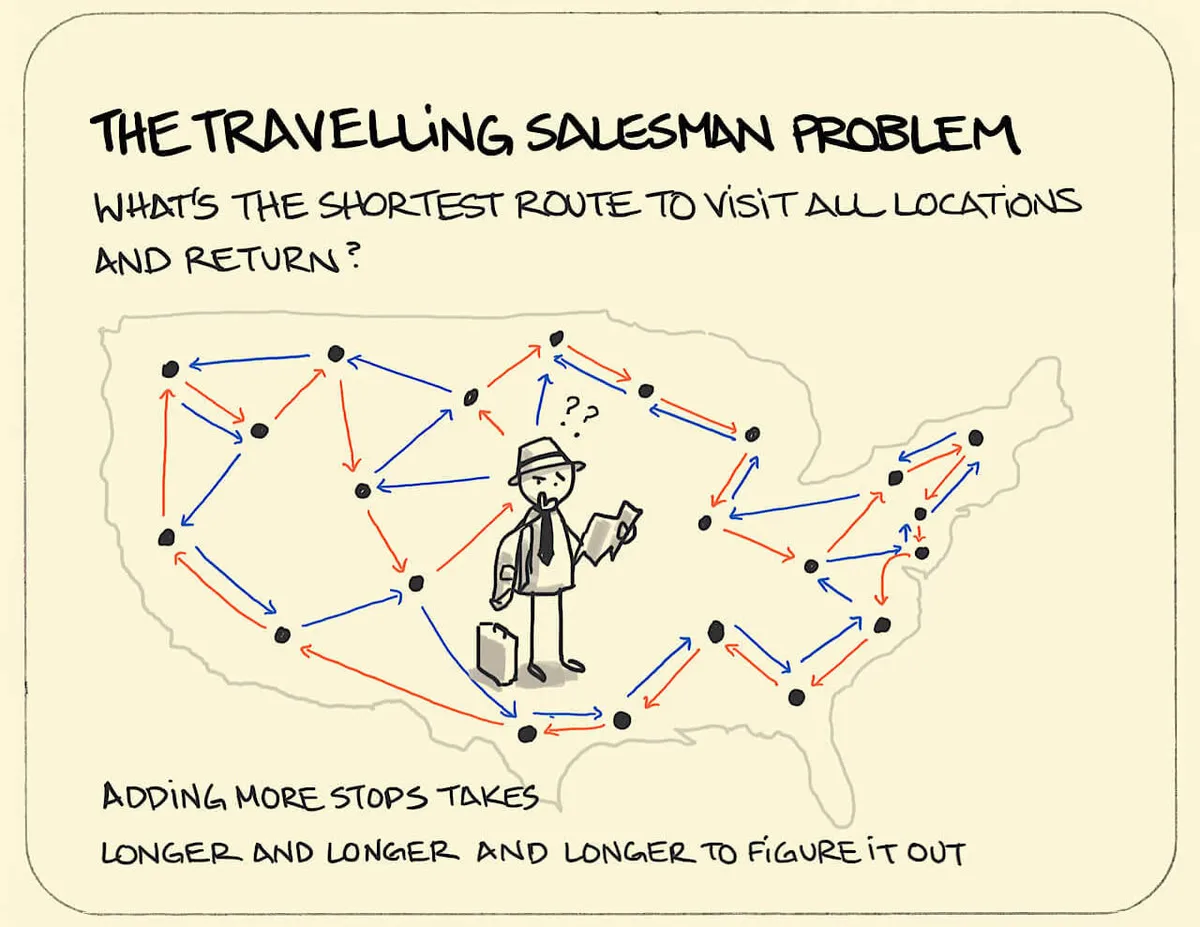 THE TRAVELLING SALESMAN PROBLEM
WHAT'S THE SHORTEST ROUTE TO VISIT ALL LOCATIONS
AND RETURN?
??
ADDING MORE STOPS TAKES
LONGER AND LONGER AND LONGER TO FIGURE IT OUT